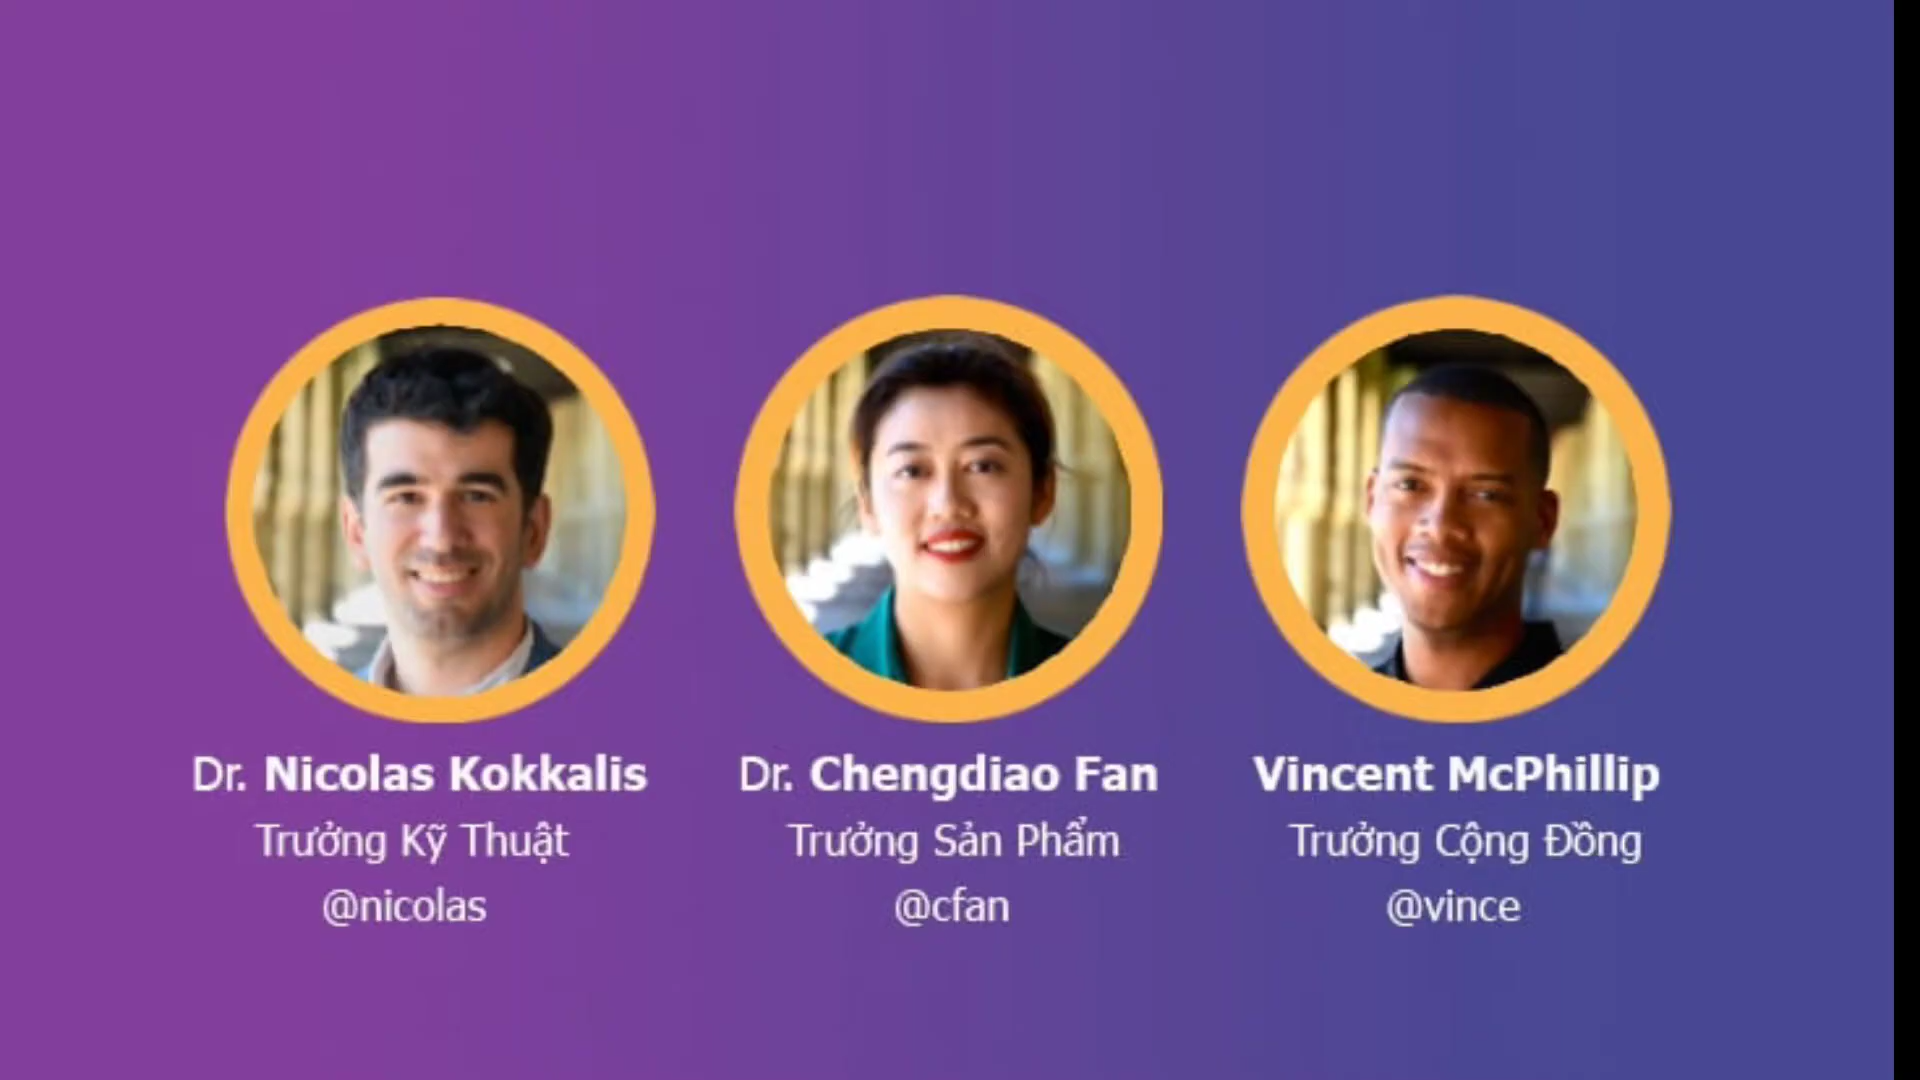 Dr. Nicolas Kokkalis
Trưởng Kỹ Thuật
@nicolas
Dr. Chengdiao Fan
Trưởng Sản Phẩm
@cfan
Vincent McPhillip
Trưởng Cộng Đồng
@vince